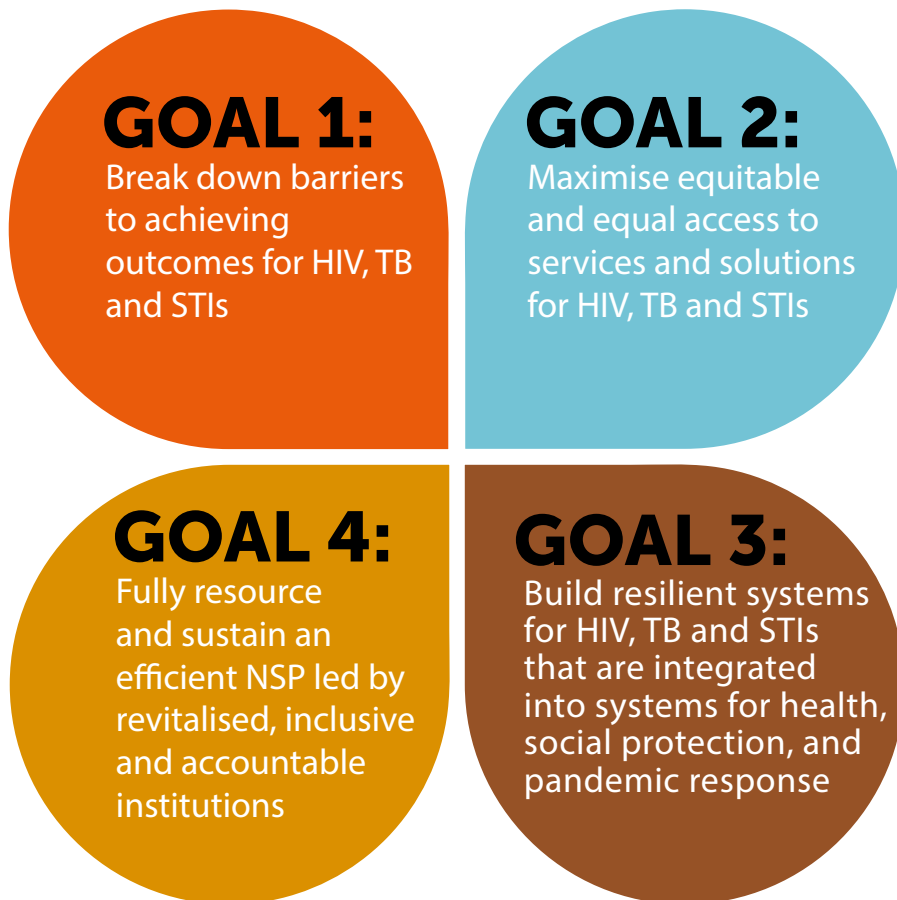 GOAL 1:
Break down barriers
to achieving
outcomes for HIV, TB
and STIs
GOAL 2:
Maximise equitable
and equal access to
services and solutions
for HIV, TB and STIs
GOAL 4:
Fully resource
and sustain an
efficient NSP led by
revitalised, inclusive
and accountable
institutions
GOAL 3:
Build resilient systems
for HIV, TB and STIs
that are integrated
into systems for health,
social protection, and
pandemic response